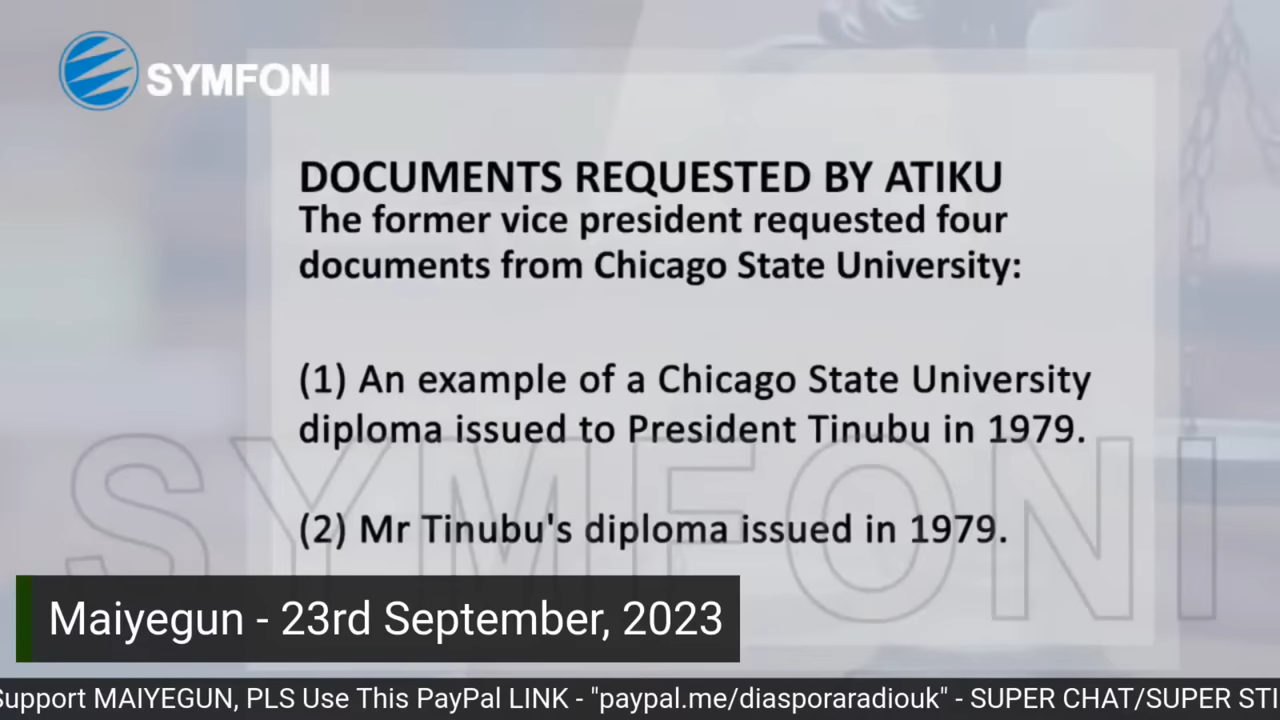 SYMFONI
DOCUMENTS REQUESTED BY ATIKU
The former vice president requested four
documents from Chicago State University:
(1) An example of a Chicago State University
diploma issued to President Tinubu in 1979.
(2) Mr Tinubu's diploma issued in 1979.
SYMFONI
Maiyegun - 23rd September, 2023
Support MAIYEGUN, PLS Use This PayPal LINK - "paypal.me/diasporaradiouk" - SUPER CHAT/SUPER STI